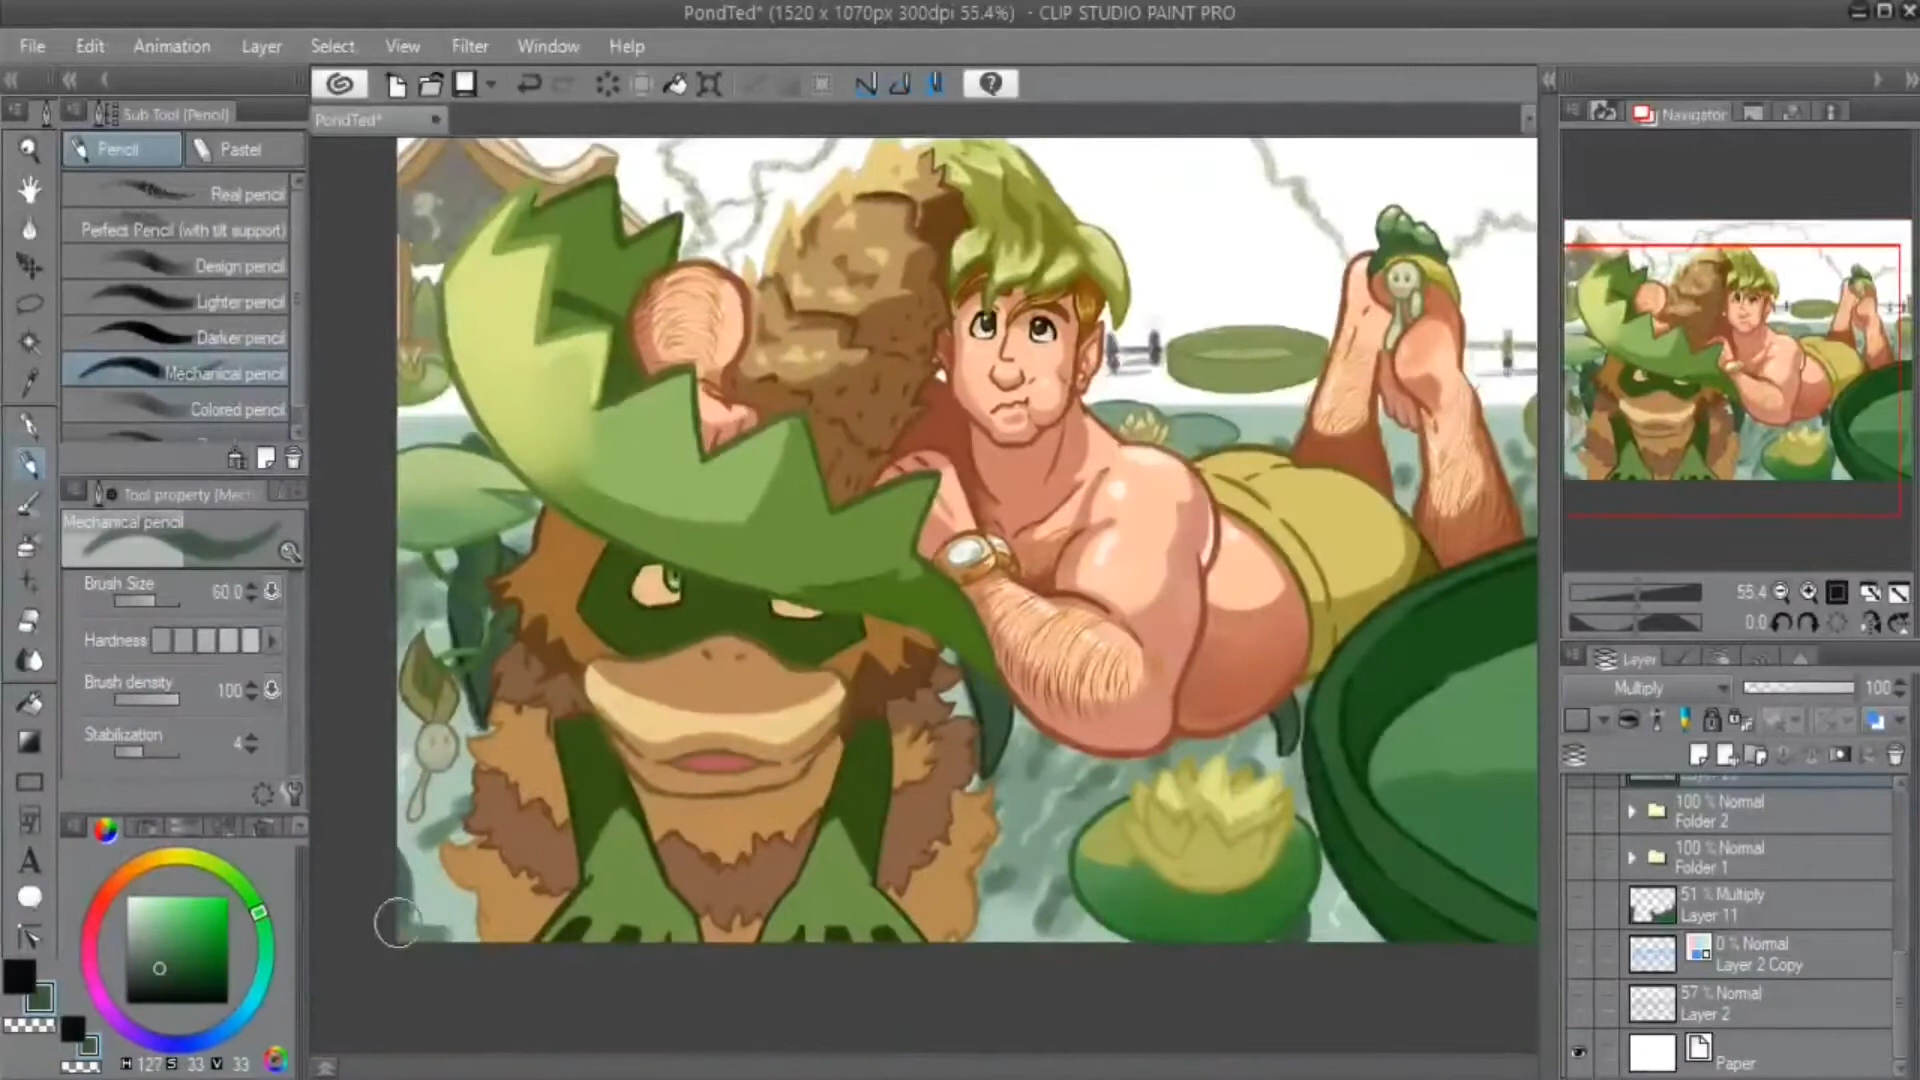 PondTed* (1520 x 1070px 300dpi 55.4%) - CLIP STUDIO PAINT PRO
File Edit Animation Layer Select View Filter Window Help
Sub Tool [Pencil]
PondTed*
Navigator
Pencil Pastel
Real pencil
Perfect Pencil (with tilt support)
Design pencil
Lighter pencil
Darker pencil
Mechanical pencil
Colored pencil
Tool property [Mech
Mechanical pencil
Brush Size 60.0
Hardness
Brush density 100
Stabilization 4
H 127 S 33 V 33
55.4
0.0
Layer
Multiply 100
100 % Normal
Folder 2
100 % Normal
Folder 1
51 % Multiply
Layer 11
0 % Normal
Layer 2 Copy
57 % Normal
Layer 2
Paper